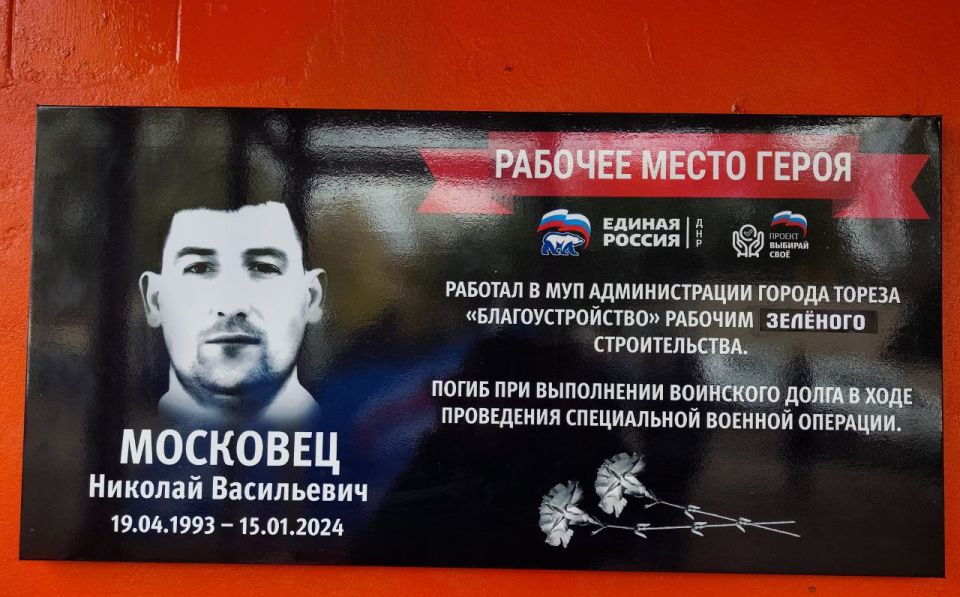 РАБОЧЕЕ МЕСТО ГЕРОЯ
ЕДИНАЯ
РОССИЯ
ДНР
ПРОЕКТ
ВЫБИРАЙ
СВОЁ
РАБОТАЛ В МУП АДМИНИСТРАЦИИ ГОРОДА ТОРЕЗА
«БЛАГОУСТРОЙСТВО» РАБОЧИМ ЗЕЛЁНОГО
СТРОИТЕЛЬСТВА.
ПОГИБ ПРИ ВЫПОЛНЕНИИ ВОИНСКОГО ДОЛГА В ХОДЕ
ПРОВЕДЕНИЯ СПЕЦИАЛЬНОЙ ВОЕННОЙ ОПЕРАЦИИ.
МОСКОВЕЦ
Николай Васильевич
19.04.1993 – 15.01.2024